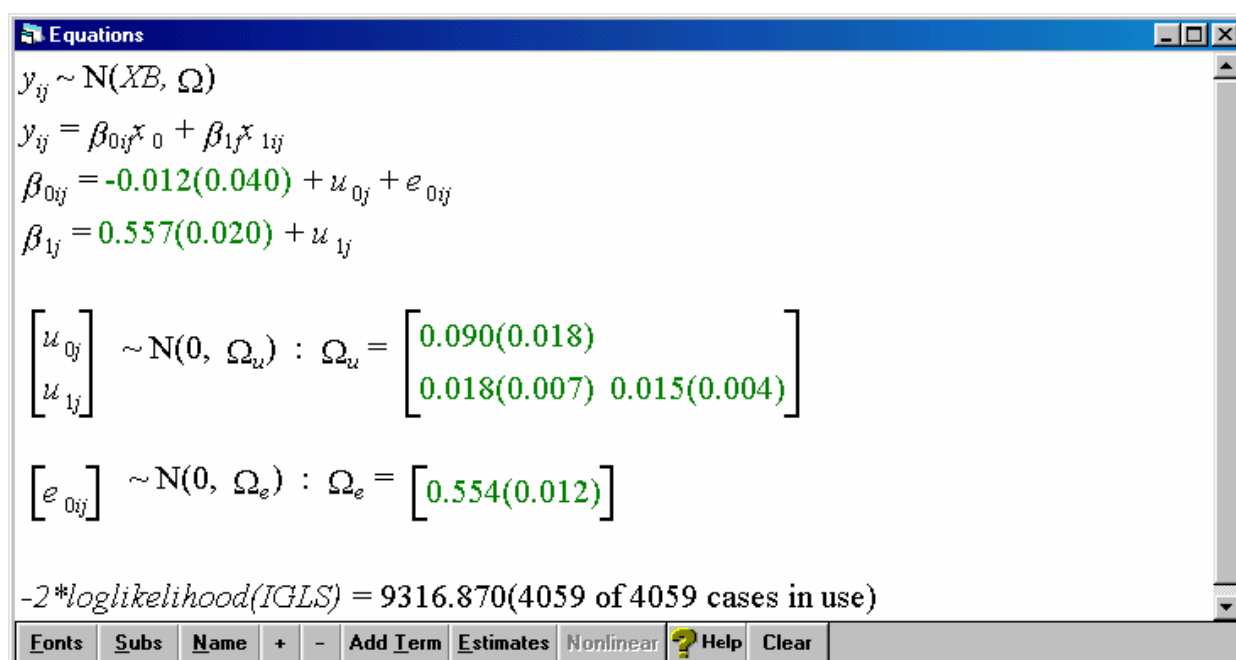 Equations
y_ij ~ N(XB, Ω)
y_ij = β_0ij x_0 + β_1j x_1ij
β_0ij = -0.012(0.040) + u_0j + e_0ij
β_1j = 0.557(0.020) + u_1j
[u_0j] ~ N(0, Ω_u) : Ω_u = [0.090(0.018)]
[u_1j] [0.018(0.007) 0.015(0.004)]
[e_0ij] ~ N(0, Ω_e) : Ω_e = [0.554(0.012)]
-2*loglikelihood(IGLS) = 9316.870(4059 of 4059 cases in use)
Fonts Subs Name + - Add Term Estimates Nonlinear ? Help Clear